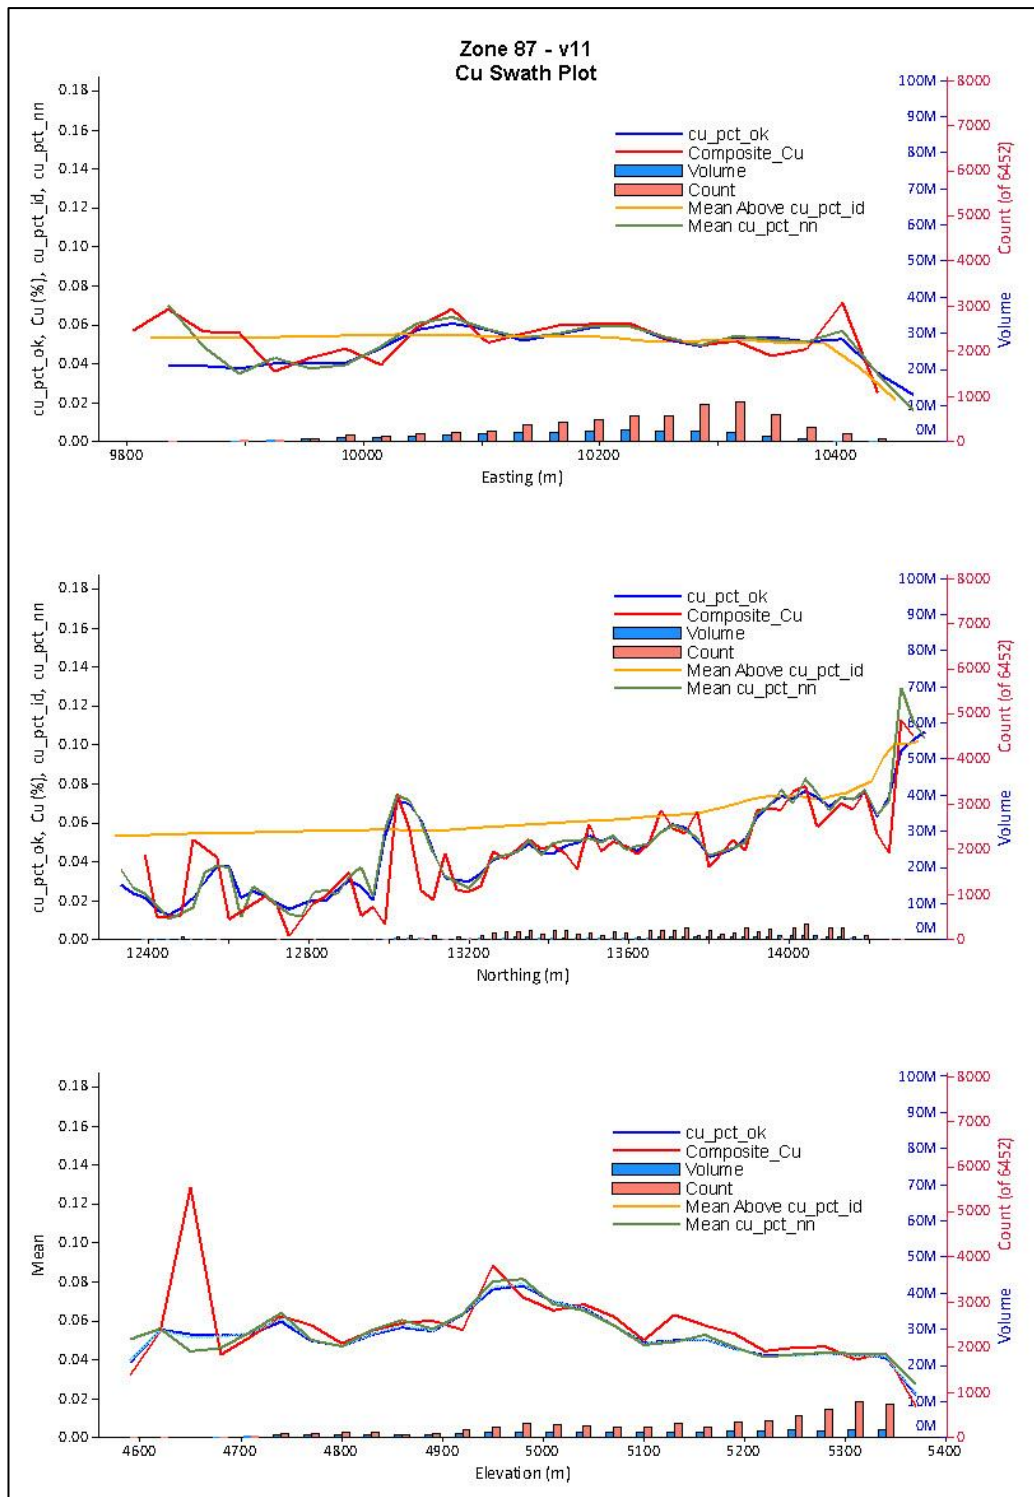 Zone 87 - v11
Cu Swath Plot
cu_pct_ok, Cu (%), cu_pct_id, cu_pct_nn
0.18
0.16
0.14
0.12
0.10
0.08
0.06
0.04
0.02
0.00
cu_pct_ok
Composite_Cu
Volume
Count
Mean Above cu_pct_id
Mean cu_pct_nn
100M
90M
80M
70M
60M
50M
40M
30M
20M
10M
0M
Volume
8000
7000
6000
5000
4000
3000
2000
1000
0
Count (of 6452)
9800
10000
10200
10400
Easting (m)
cu_pct_ok, Cu (%), cu_pct_id, cu_pct_nn
0.18
0.16
0.14
0.12
0.10
0.08
0.06
0.04
0.02
0.00
cu_pct_ok
Composite_Cu
Volume
Count
Mean Above cu_pct_id
Mean cu_pct_nn
100M
90M
80M
70M
60M
50M
40M
30M
20M
10M
0M
Volume
8000
7000
6000
5000
4000
3000
2000
1000
0
Count (of 6452)
12400
12800
13200
13600
14000
Northing (m)
Mean
0.18
0.16
0.14
0.12
0.10
0.08
0.06
0.04
0.02
0.00
cu_pct_ok
Composite_Cu
Volume
Count
Mean Above cu_pct_id
Mean cu_pct_nn
100M
90M
80M
70M
60M
50M
40M
30M
20M
10M
0M
Volume
8000
7000
6000
5000
4000
3000
2000
1000
0
Count (of 6452)
4600
4700
4800
4900
5000
5100
5200
5300
5400
Elevation (m)